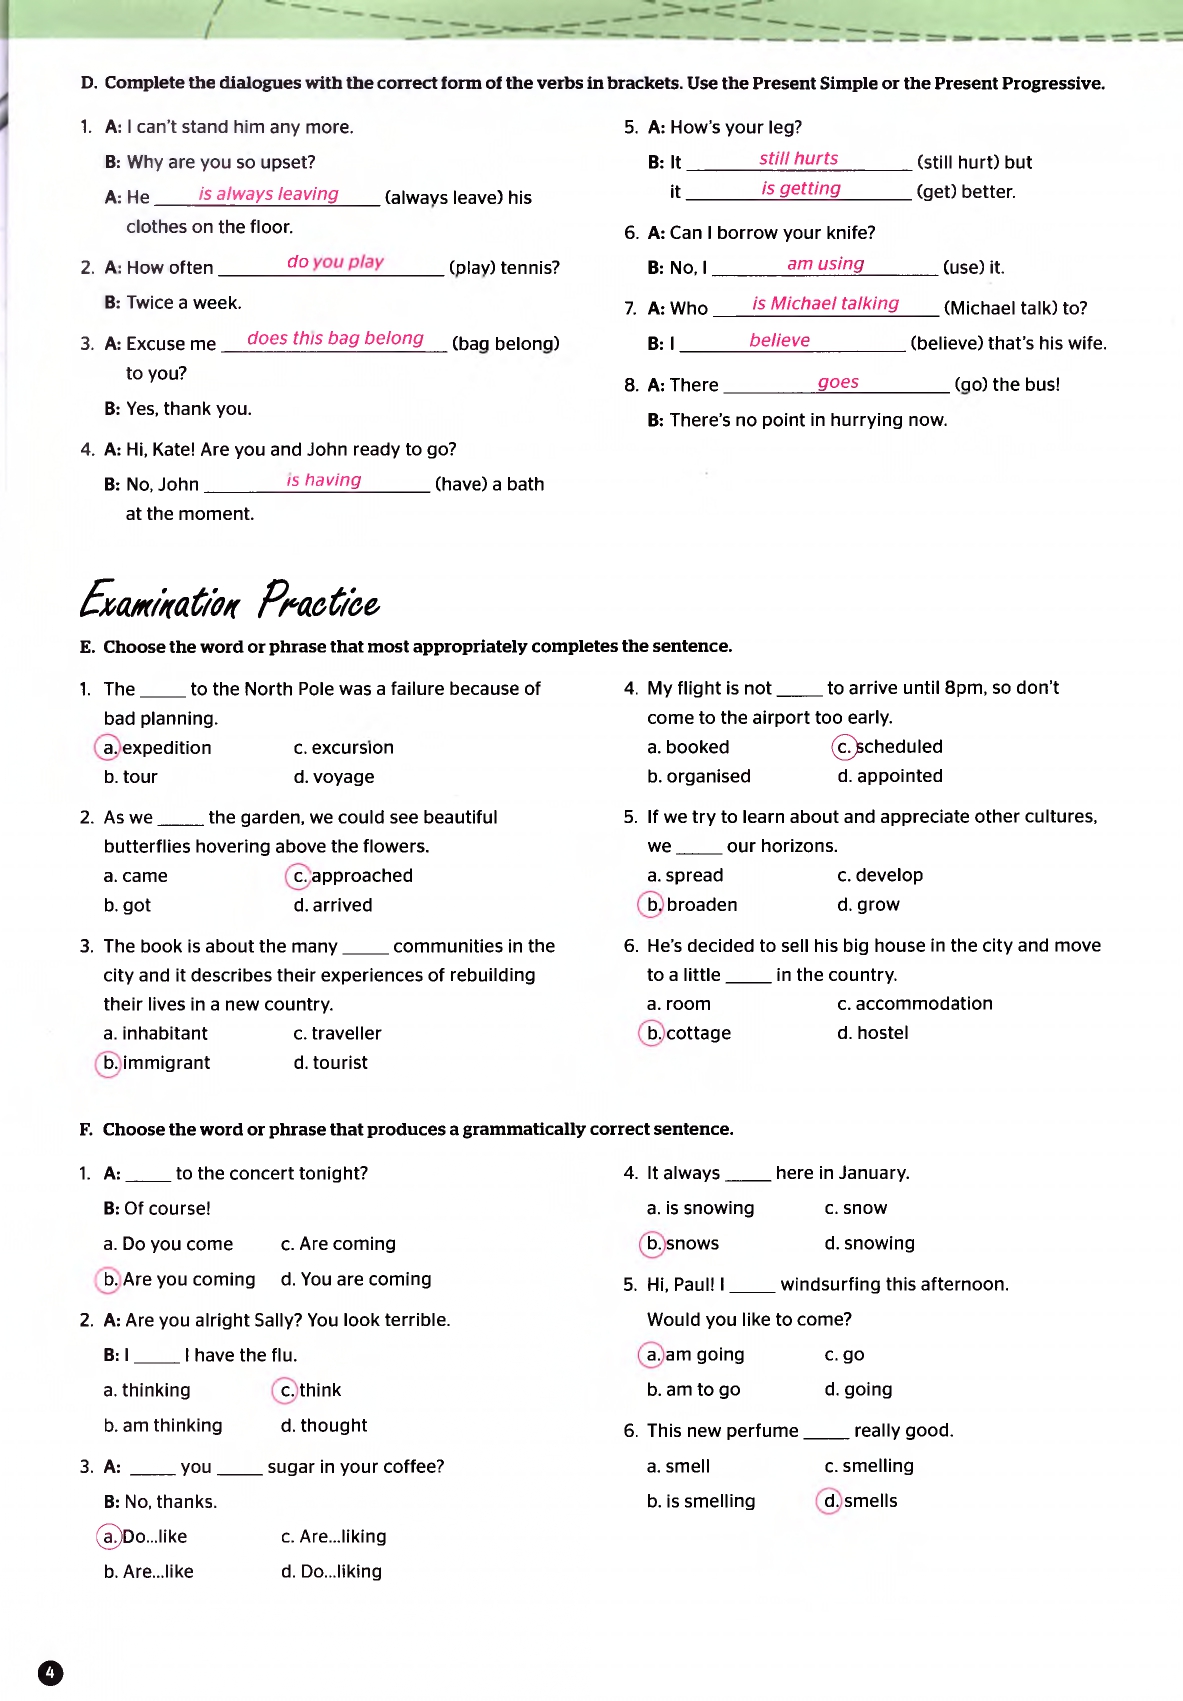 D. Complete the dialogues with the correct form of the verbs in brackets. Use the Present Simple or the Present Progressive.
1. A: I can't stand him any more.
B: Why are you so upset?
A: He is always leaving (always leave) his
clothes on the floor.
2. A: How often do you play (play) tennis?
B: Twice a week.
3. A: Excuse me does this bag belong (bag belong)
to you?
B: Yes, thank you.
4. A: Hi, Kate! Are you and John ready to go?
B: No, John is having (have) a bath
at the moment.
5. A: How's your leg?
B: It still hurts (still hurt) but
it is getting (get) better.
6. A: Can I borrow your knife?
B: No, I am using (use) it.
7. A: Who is Michael talking (Michael talk) to?
B: I believe (believe) that's his wife.
8. A: There goes (go) the bus!
B: There's no point in hurrying now.
Examination Practice
E. Choose the word or phrase that most appropriately completes the sentence.
1. The _____ to the North Pole was a failure because of
bad planning.
a. expedition c. excursion
b. tour d. voyage
2. As we _____ the garden, we could see beautiful
butterflies hovering above the flowers.
a. came c. approached
b. got d. arrived
3. The book is about the many _____ communities in the
city and it describes their experiences of rebuilding
their lives in a new country.
a. inhabitant c. traveller
b. immigrant d. tourist
4. My flight is not _____ to arrive until 8pm, so don't
come to the airport too early.
a. booked c. scheduled
b. organised d. appointed
5. If we try to learn about and appreciate other cultures,
we _____ our horizons.
a. spread c. develop
b. broaden d. grow
6. He's decided to sell his big house in the city and move
to a little _____ in the country.
a. room c. accommodation
b. cottage d. hostel
F. Choose the word or phrase that produces a grammatically correct sentence.
1. A: _____ to the concert tonight?
B: Of course!
a. Do you come c. Are coming
b. Are you coming d. You are coming
2. A: Are you alright Sally? You look terrible.
B: I _____ I have the flu.
a. thinking c. think
b. am thinking d. thought
3. A: _____ you _____ sugar in your coffee?
B: No, thanks.
a. Do...like c. Are...liking
b. Are...like d. Do...liking
4. It always _____ here in January.
a. is snowing c. snow
b. snows d. snowing
5. Hi, Paul! I _____ windsurfing this afternoon.
Would you like to come?
a. am going c. go
b. am to go d. going
6. This new perfume _____ really good.
a. smell c. smelling
b. is smelling d. smells
4